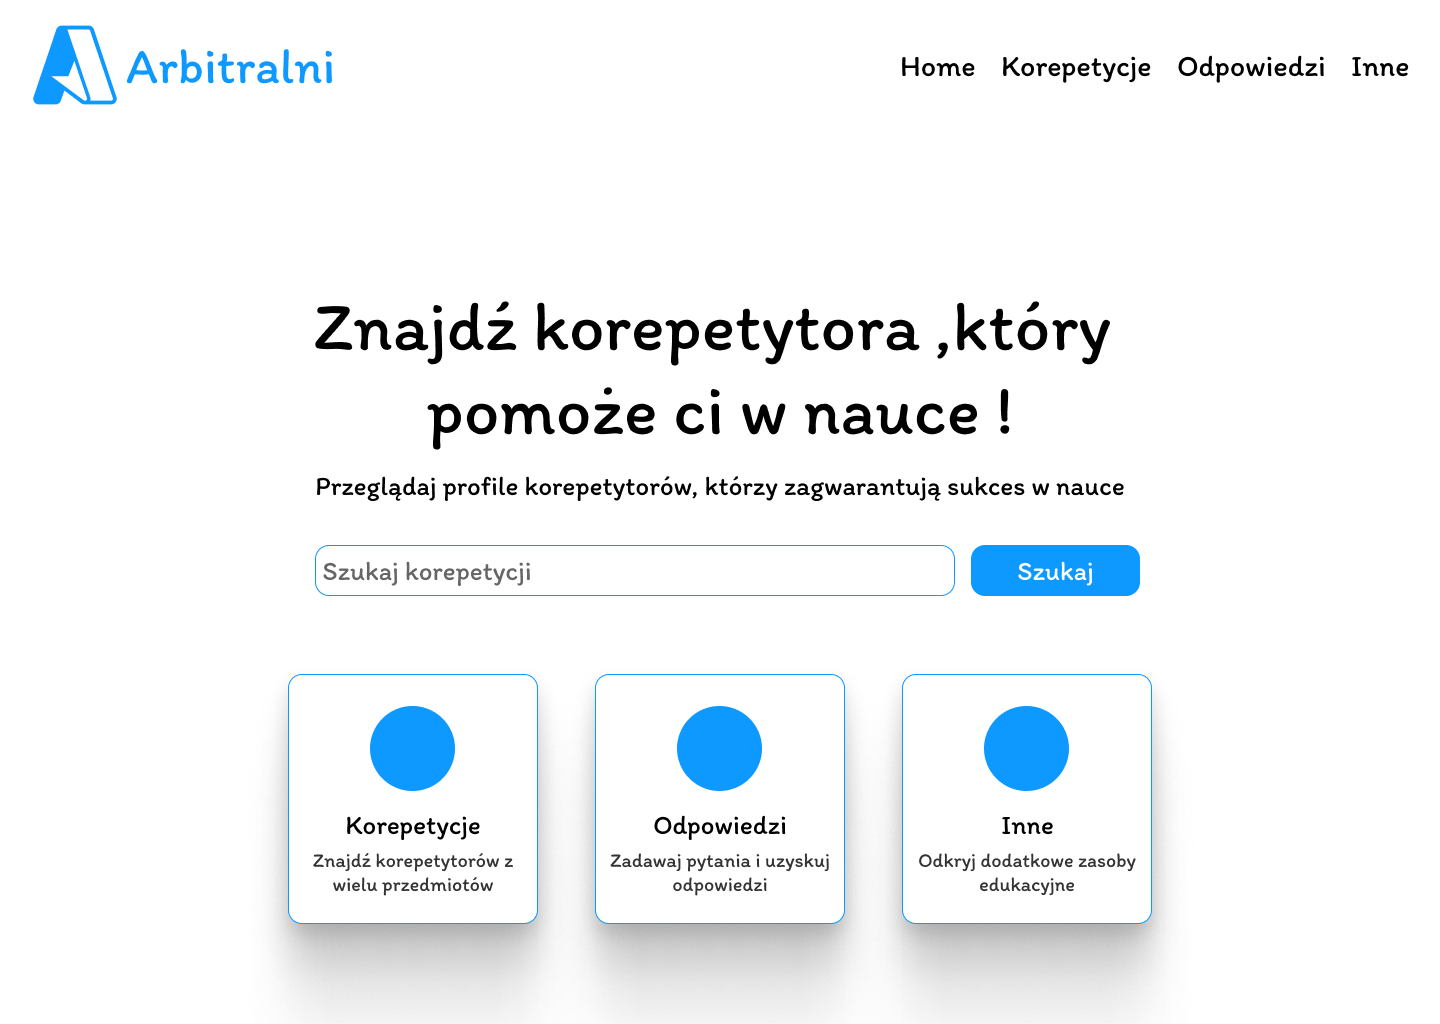 Arbitralni
Home Korepetycje Odpowiedzi Inne
Znajdź korepetytora ,który
pomoże ci w nauce !
Przeglądaj profile korepetytorów, którzy zagwarantują sukces w nauce
Szukaj korepetycji
Szukaj
Korepetycje
Znajdź korepetytorów z
wielu przedmiotów
Odpowiedzi
Zadawaj pytania i uzyskuj
odpowiedzi
Inne
Odkryj dodatkowe zasoby
edukacyjne